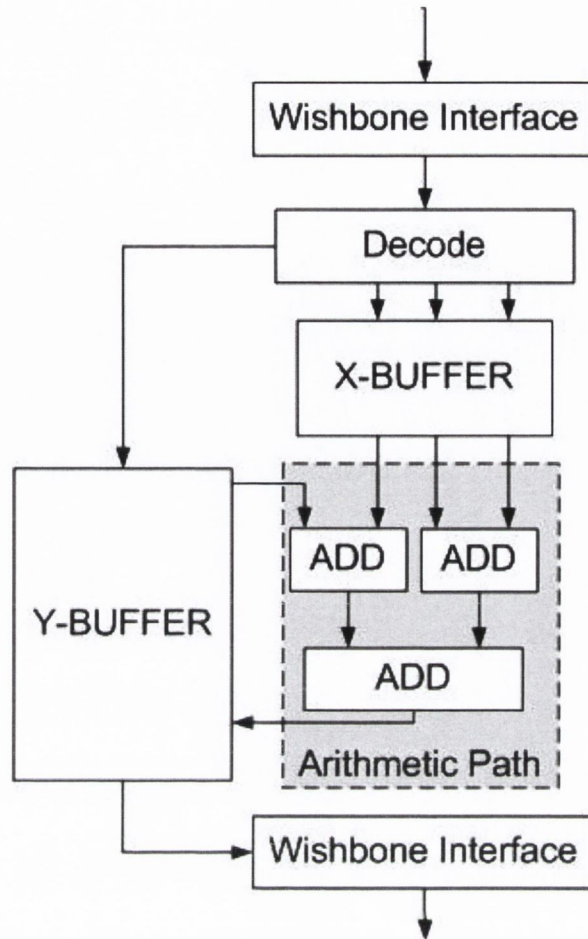 Wishbone Interface
Decode
X-BUFFER
Y-BUFFER
ADD
ADD
ADD
Arithmetic Path
Wishbone Interface